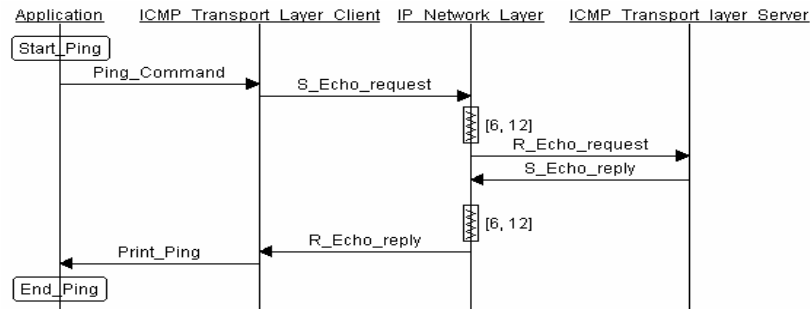 Application ICMP_Transport_Layer_Client IP_Network_Layer ICMP_Transport_layer_Server
Start_Ping
Ping_Command
S_Echo_request
[6, 12]
R_Echo_request
S_Echo_reply
[6, 12]
R_Echo_reply
Print_Ping
End_Ping